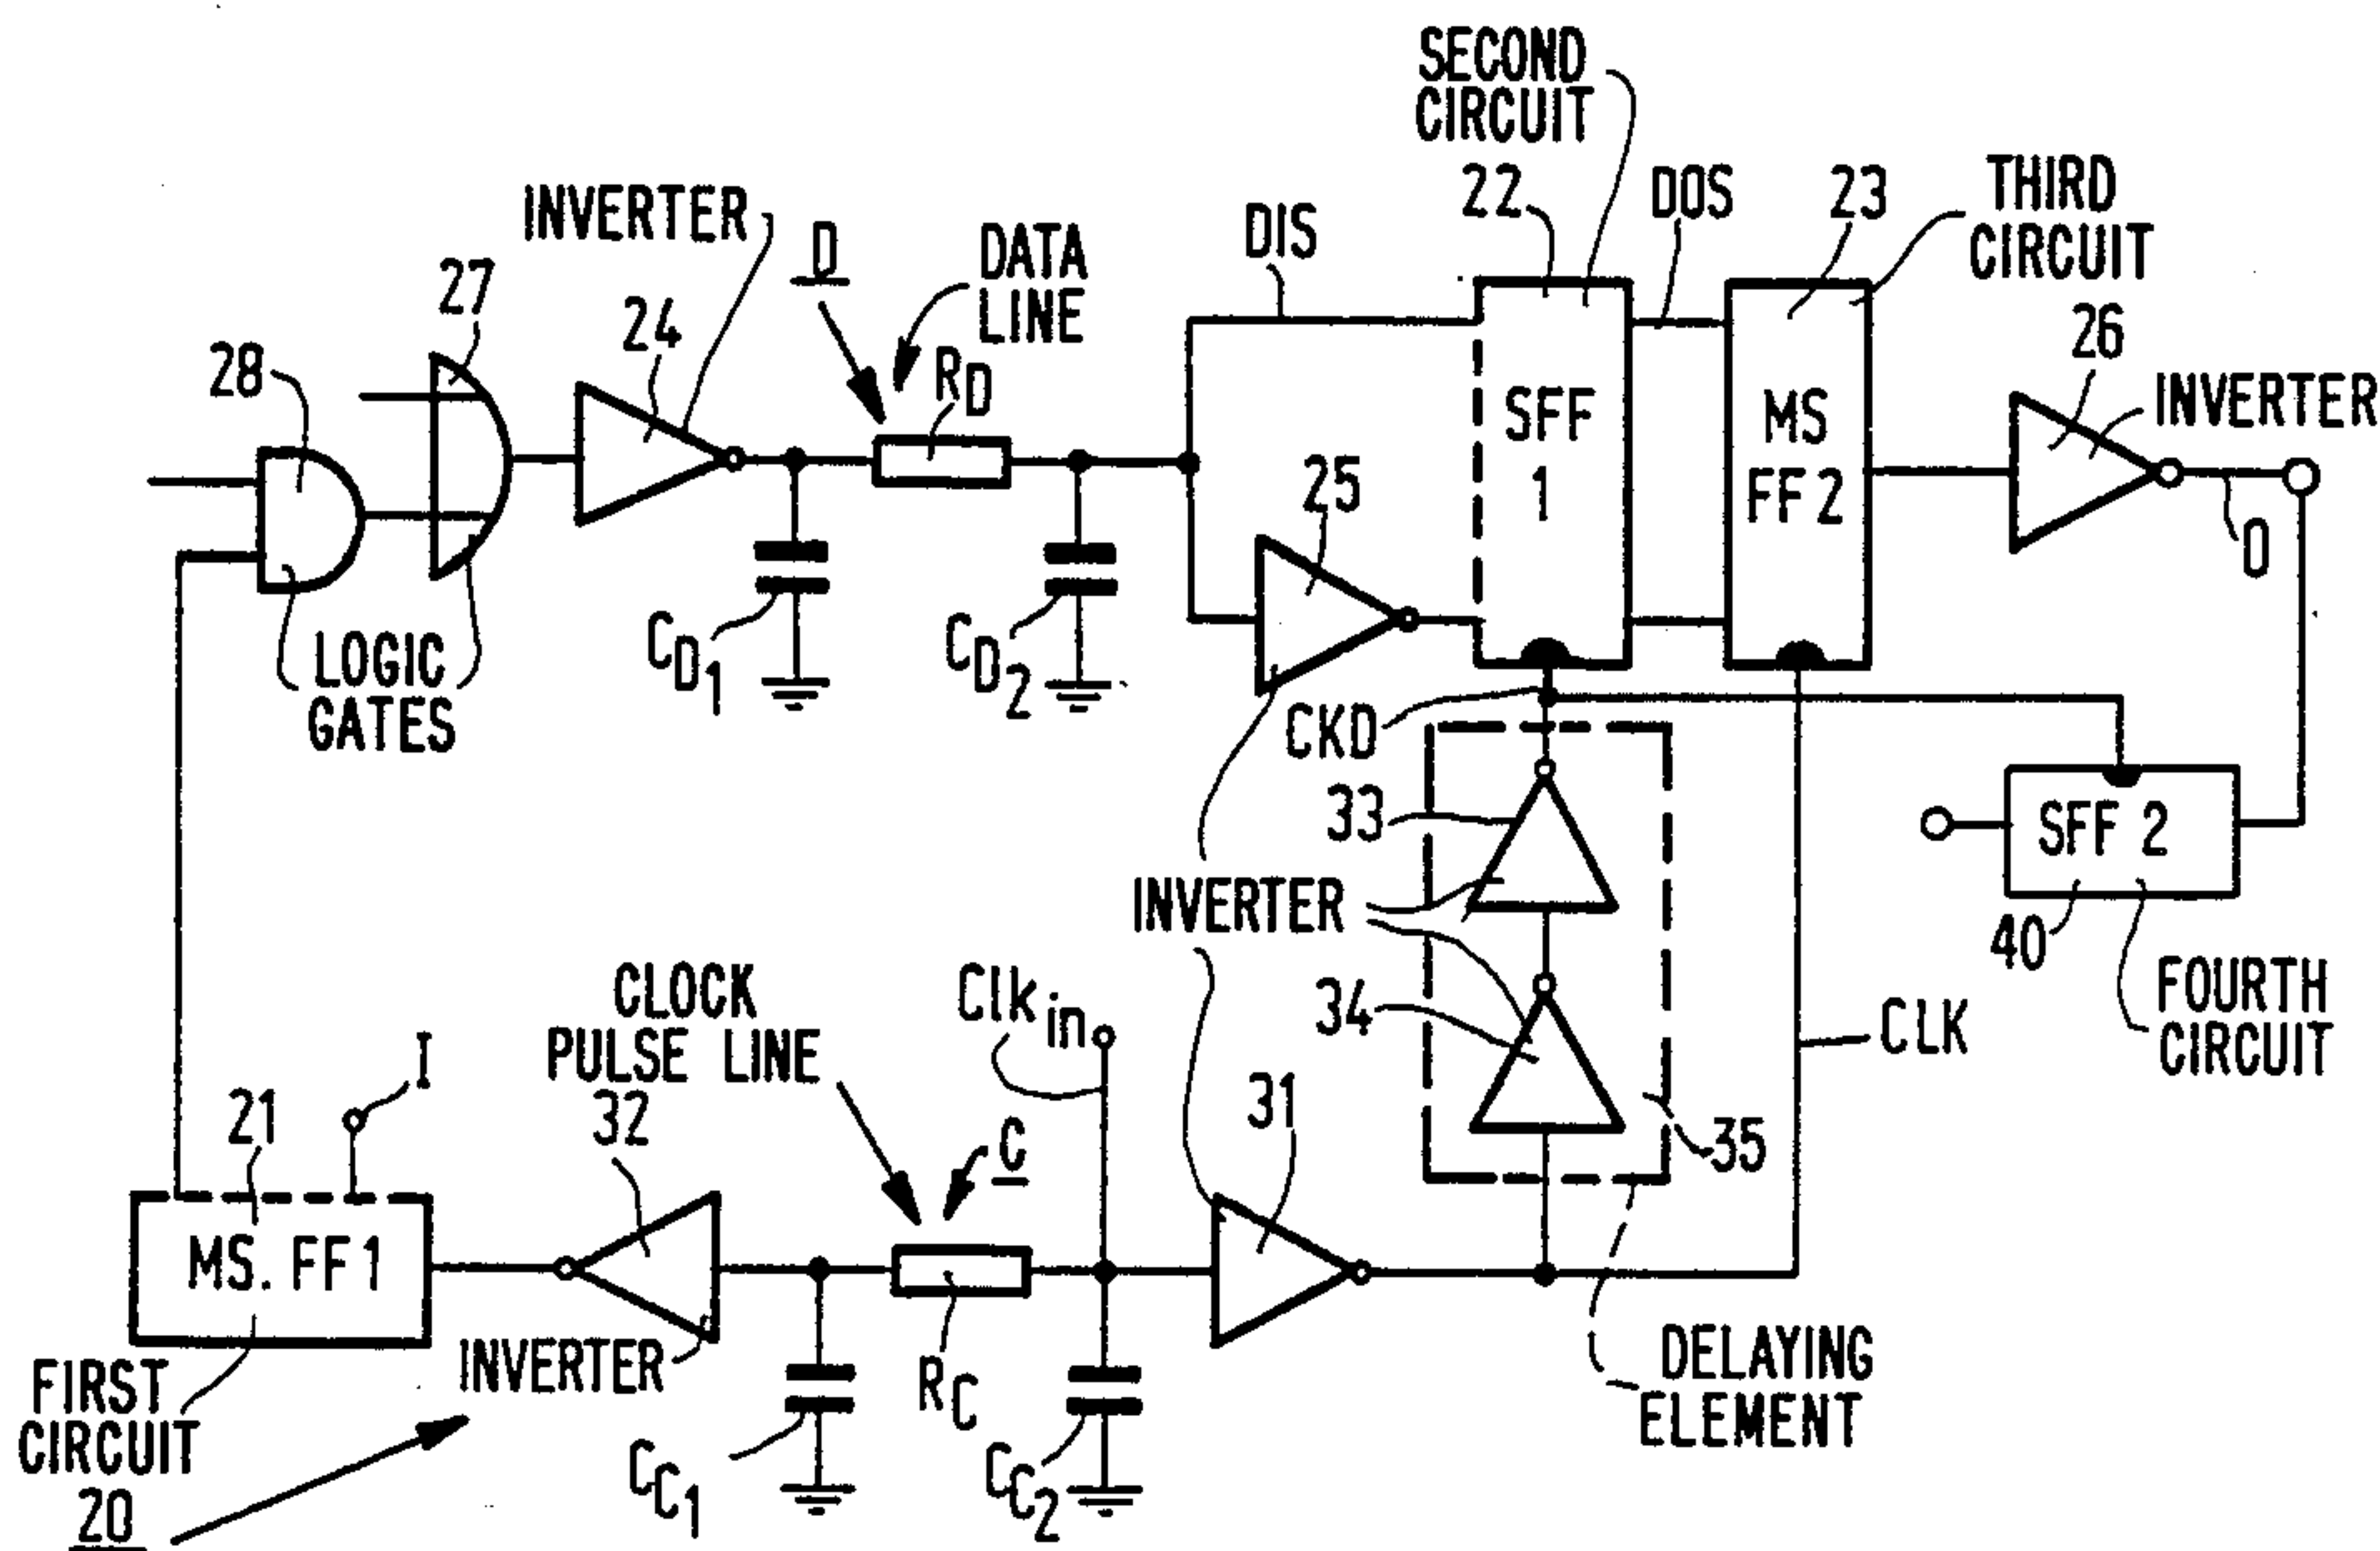 SECOND
CIRCUIT
22
DOS
23
THIRD
CIRCUIT
INVERTER
D
DATA
LINE
DIS
27
24
26
28
RD
SFF
1
MS
FF2
INVERTER
25
O
CD1
CD2
LOGIC
GATES
CKD
33
SFF 2
INVERTER
40
CLOCK
PULSE LINE
Clkin
34
CLK
FOURTH
CIRCUIT
I
21
32
C
31
35
MS. FF1
INVERTER
RC
DELAYING
ELEMENT
FIRST
CIRCUIT
20
CC1
CC2